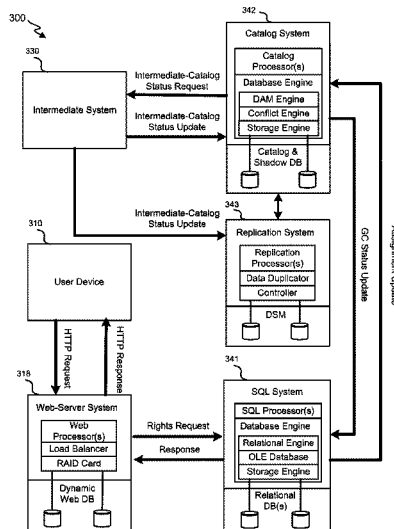 300
342
Catalog System
Catalog
Processor(s)
Database Engine
DAM Engine
Conflict Engine
Storage Engine
Catalog &
Shadow DB
330
Intermediate System
Intermediate-Catalog
Status Request
Intermediate-Catalog
Status Update
Intermediate-Catalog
Status Update
343
Replication System
Replication
Processor(s)
Data Duplicator
Controller
DSM
310
User Device
HTTP Request
HTTP Response
GC Status Update
Update
318
Web-Server System
Web
Processor(s)
Load Balancer
RAID Card
Dynamic
Web DB
Rights Request
Response
341
SQL System
SQL Processor(s)
Database Engine
Relational Engine
OLE Database
Storage Engine
Relational
DB(s)